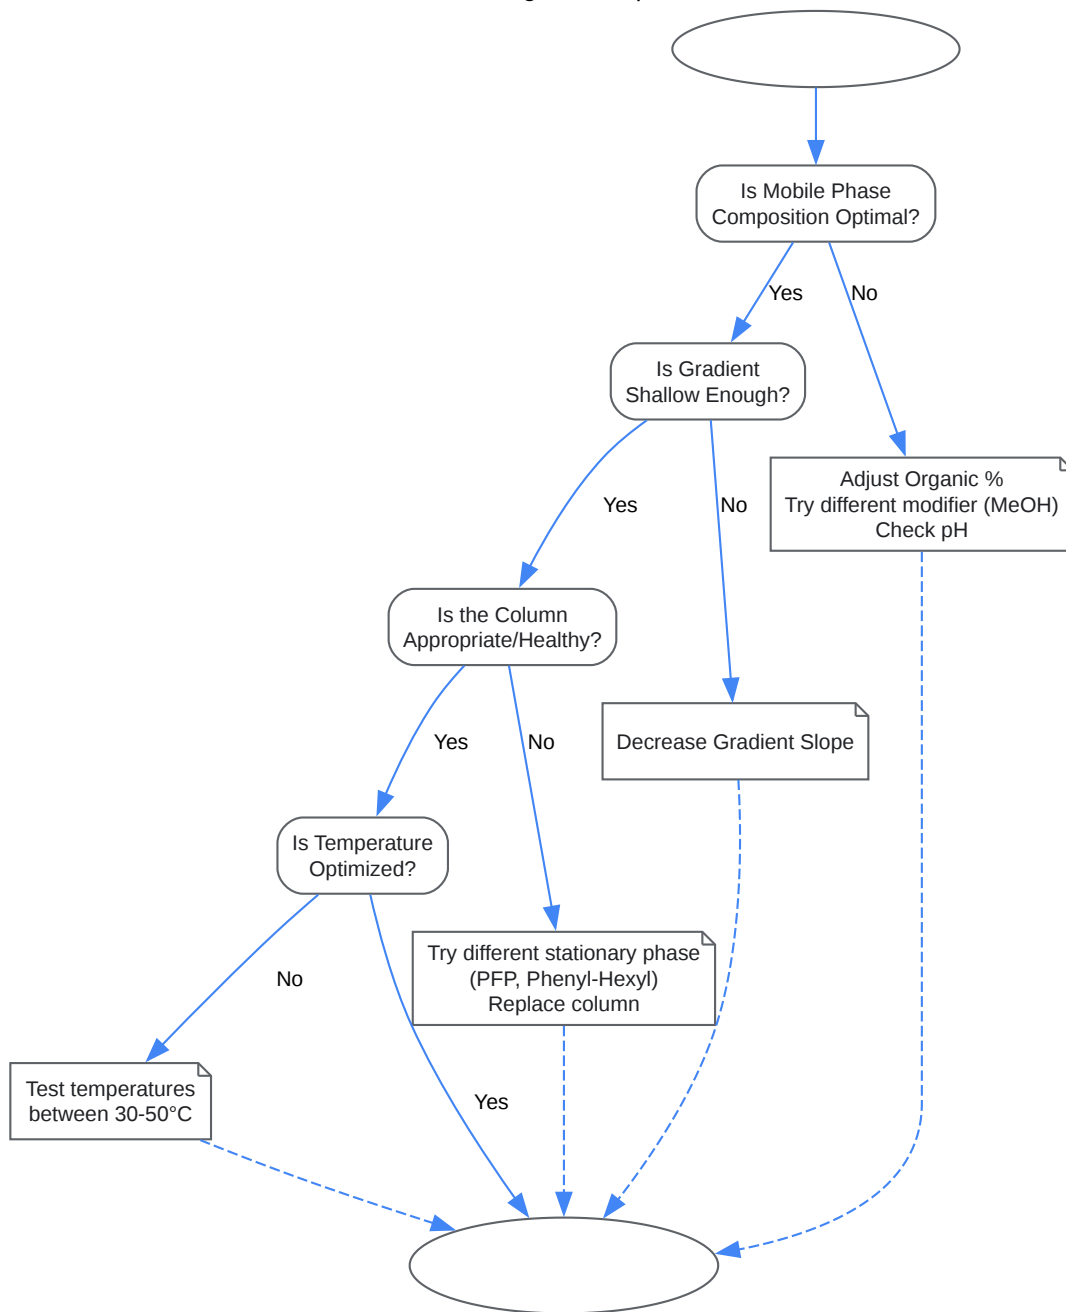 Is Mobile Phase
Composition Optimal?
Yes
No
Is Gradient
Shallow Enough?
Adjust Organic %
Try different modifier (MeOH)
Check pH
Yes
No
Is the Column
Appropriate/Healthy?
Decrease Gradient Slope
Yes
No
Is Temperature
Optimized?
Try different stationary phase
(PFP, Phenyl-Hexyl)
Replace column
No
Test temperatures
between 30-50°C
Yes